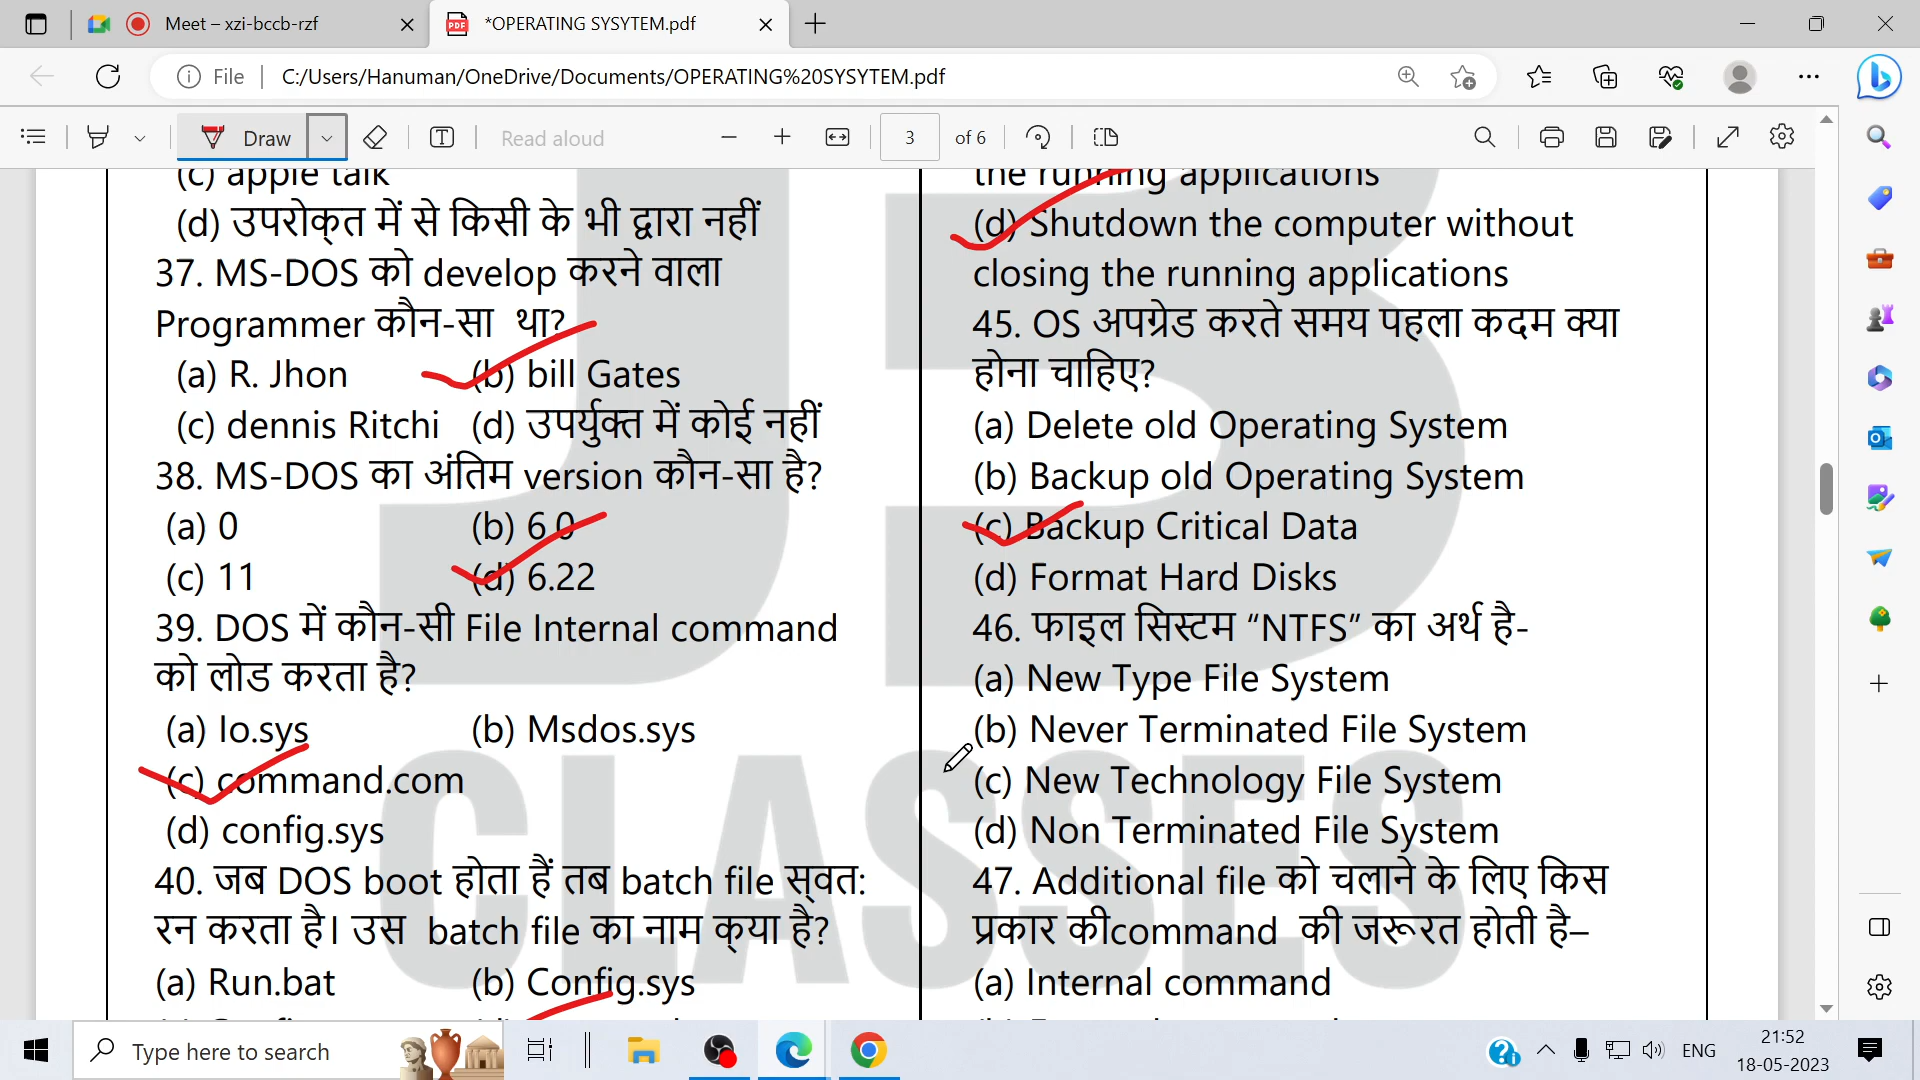 Meet – xzi-bccb-rzf
*OPERATING SYSYTEM.pdf
File
C:/Users/Hanuman/OneDrive/Documents/OPERATING%20SYSYTEM.pdf
Draw
Read aloud
3 of 6
(c) apple talk
(d) उपरोक्त में से किसी के भी द्वारा नहीं
37. MS-DOS को develop करने वाला
Programmer कौन-सा था?
(a) R. Jhon (b) bill Gates
(c) dennis Ritchi (d) उपर्युक्त में कोई नहीं
38. MS-DOS का अंतिम version कौन-सा है?
(a) 0 (b) 6.0
(c) 11 (d) 6.22
39. DOS में कौन-सी File Internal command
को लोड करता है?
(a) Io.sys (b) Msdos.sys
(c) command.com
(d) config.sys
40. जब DOS boot होता हैं तब batch file स्वत:
रन करता है। उस batch file का नाम क्या है?
(a) Run.bat (b) Config.sys
the running applications
(d) Shutdown the computer without
closing the running applications
45. OS अपग्रेड करते समय पहला कदम क्या
होना चाहिए?
(a) Delete old Operating System
(b) Backup old Operating System
(c) Backup Critical Data
(d) Format Hard Disks
46. फाइल सिस्टम “NTFS” का अर्थ है-
(a) New Type File System
(b) Never Terminated File System
(c) New Technology File System
(d) Non Terminated File System
47. Additional file को चलाने के लिए किस
प्रकार कीcommand की जरूरत होती है–
(a) Internal command
JB
CLASSES
Type here to search
ENG
21:52
18-05-2023